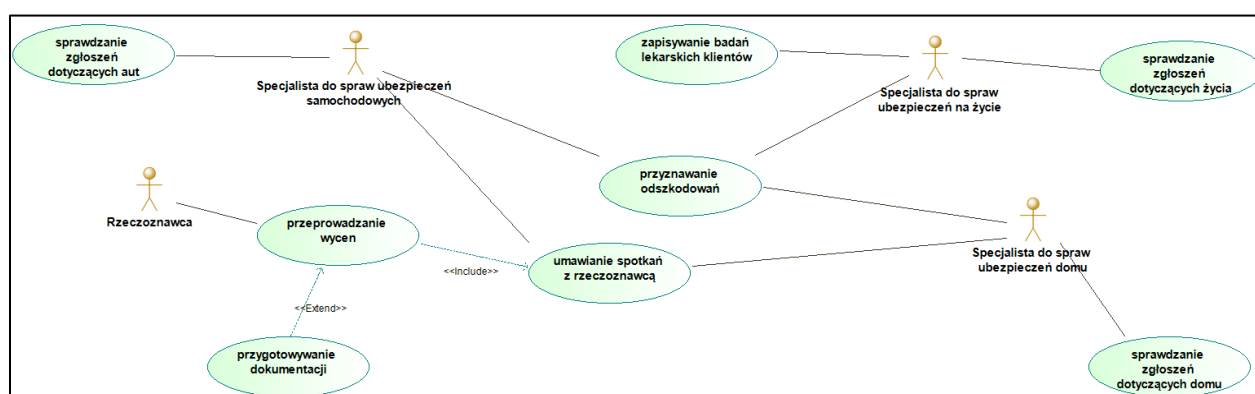 sprawdzanie
zgłoszeń
dotyczących aut
Specjalista do spraw ubezpieczeń
samochodowych
zapisywanie badań
lekarskich klientów
Specjalista do spraw
ubezpieczeń na życie
sprawdzanie
zgłoszeń
dotyczących życia
przyznawanie
odszkodowań
Rzeczoznawca
przeprowadzanie
wycen
<<Include>>
umawianie spotkań
z rzeczoznawcą
Specjalista do spraw
ubezpieczeń domu
<<Extend>>
przygotowywanie
dokumentacji
sprawdzanie
zgłoszeń
dotyczących domu